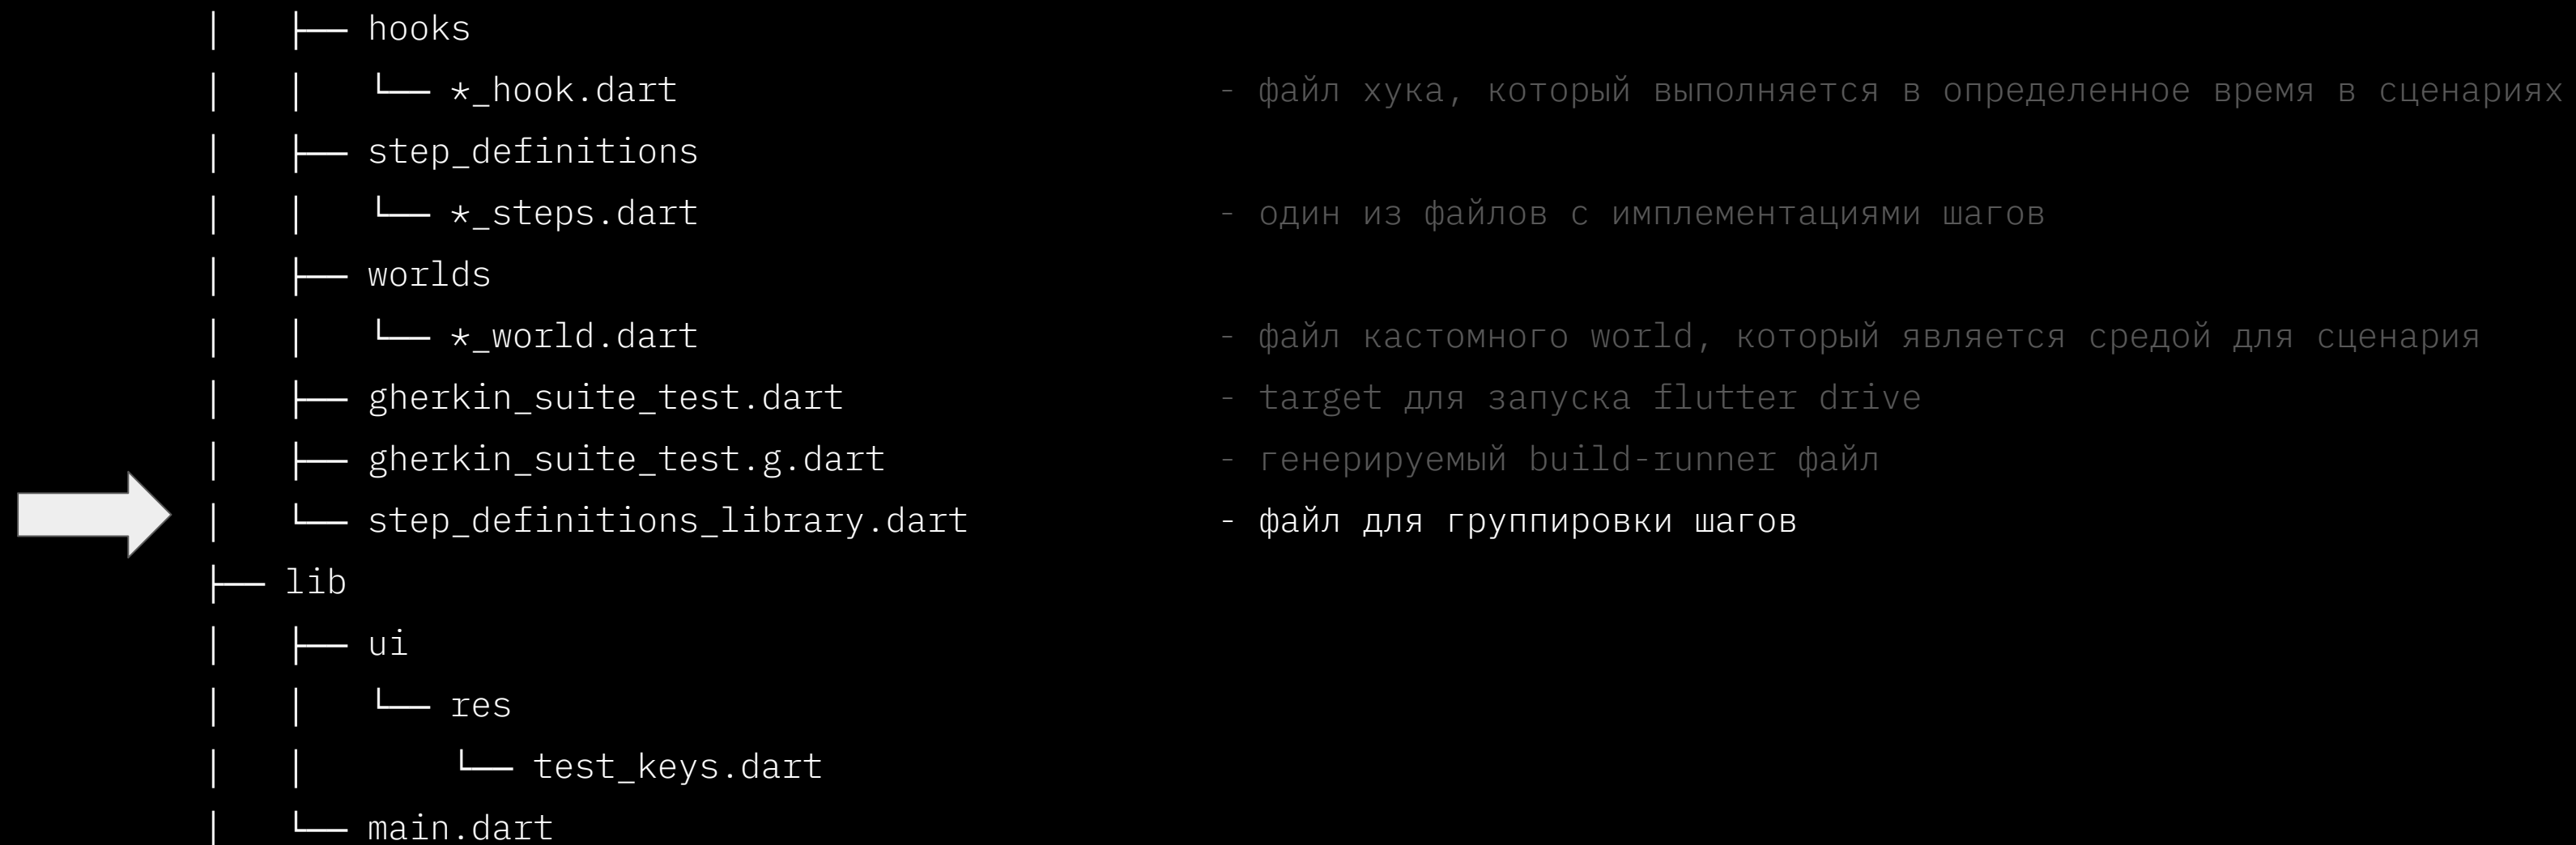 │   ├── hooks
│   │   └── *_hook.dart - файл хука, который выполняется в определенное время в сценариях
│   ├── step_definitions
│   │   └── *_steps.dart - один из файлов с имплементациями шагов
│   ├── worlds
│   │   └── *_world.dart - файл кастомного world, который является средой для сценария
│   ├── gherkin_suite_test.dart - target для запуска flutter drive
│   ├── gherkin_suite_test.g.dart - генерируемый build-runner файл
│   └── step_definitions_library.dart - файл для группировки шагов
├── lib
│   ├── ui
│   │   └── res
│   │       └── test_keys.dart
│   └── main.dart